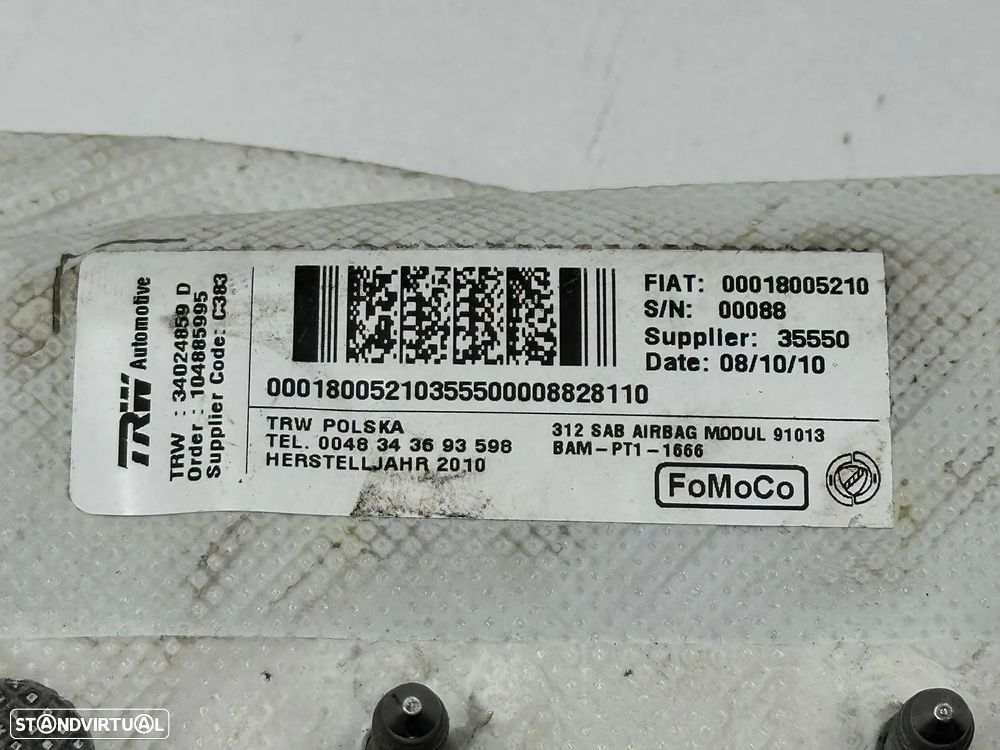 TRW Automotive
TRW : 34024859 D
Order : 104885995
Supplier Code: C383
FIAT: 00018005210
S/N: 00088
Supplier: 35550
Date: 08/10/10
00018005210355500008828110
TRW POLSKA
TEL. 0048 34 36 93 598
HERSTELLJAHR 2010
312 SAB AIRBAG MODUL 91013
BAM-PT1-1666
FoMoCo
STANDVIRTUAL